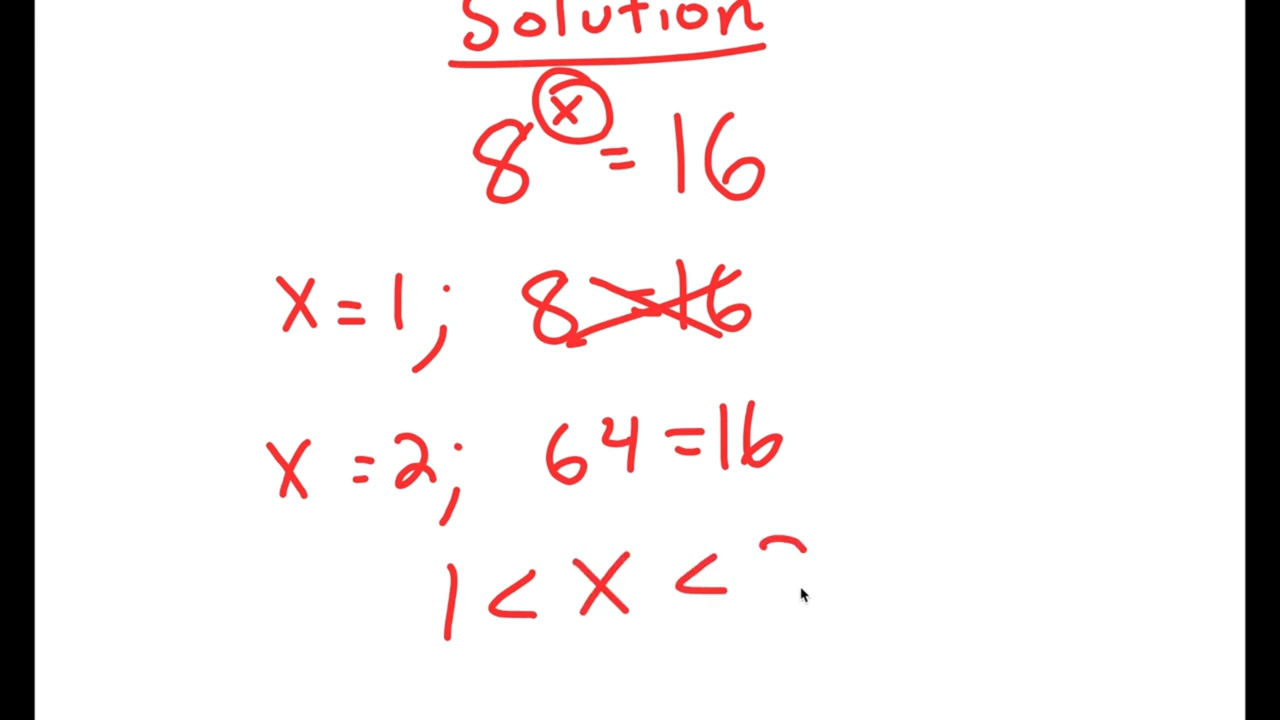 Solution
8^x = 16
x = 1; 8 = 16
x = 2; 64 = 16
1 < x <